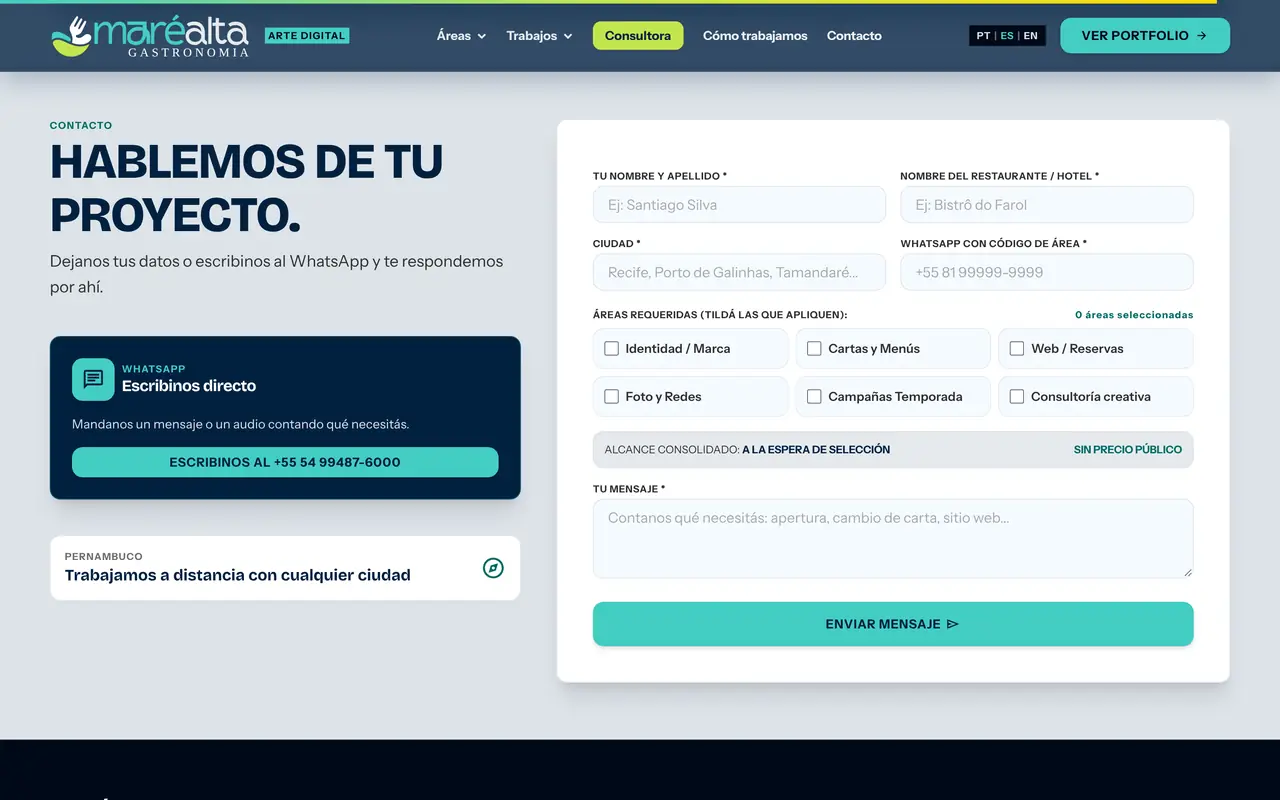 maréalta
GASTRONOMIA
ARTE DIGITAL
Áreas
Trabajos
Consultora
Cómo trabajamos
Contacto
PT | ES | EN
VER PORTFOLIO →
CONTACTO
HABLEMOS DE TU
PROYECTO.
Dejanos tus datos o escribinos al WhatsApp y te respondemos
por ahí.
WHATSAPP
Escribinos directo
Mandanos un mensaje o un audio contando qué necesitás.
ESCRIBINOS AL +55 54 99487-6000
PERNAMBUCO
Trabajamos a distancia con cualquier ciudad
TU NOMBRE Y APELLIDO *
Ej: Santiago Silva
NOMBRE DEL RESTAURANTE / HOTEL *
Ej: Bistrô do Farol
CIUDAD *
Recife, Porto de Galinhas, Tamandaré...
WHATSAPP CON CÓDIGO DE ÁREA *
+55 81 99999-9999
ÁREAS REQUERIDAS (TILDÁ LAS QUE APLIQUEN):
0 áreas seleccionadas
Identidad / Marca
Cartas y Menús
Web / Reservas
Foto y Redes
Campañas Temporada
Consultoría creativa
ALCANCE CONSOLIDADO: A LA ESPERA DE SELECCIÓN
SIN PRECIO PÚBLICO
TU MENSAJE *
Contanos qué necesitás: apertura, cambio de carta, sitio web...
ENVIAR MENSAJE